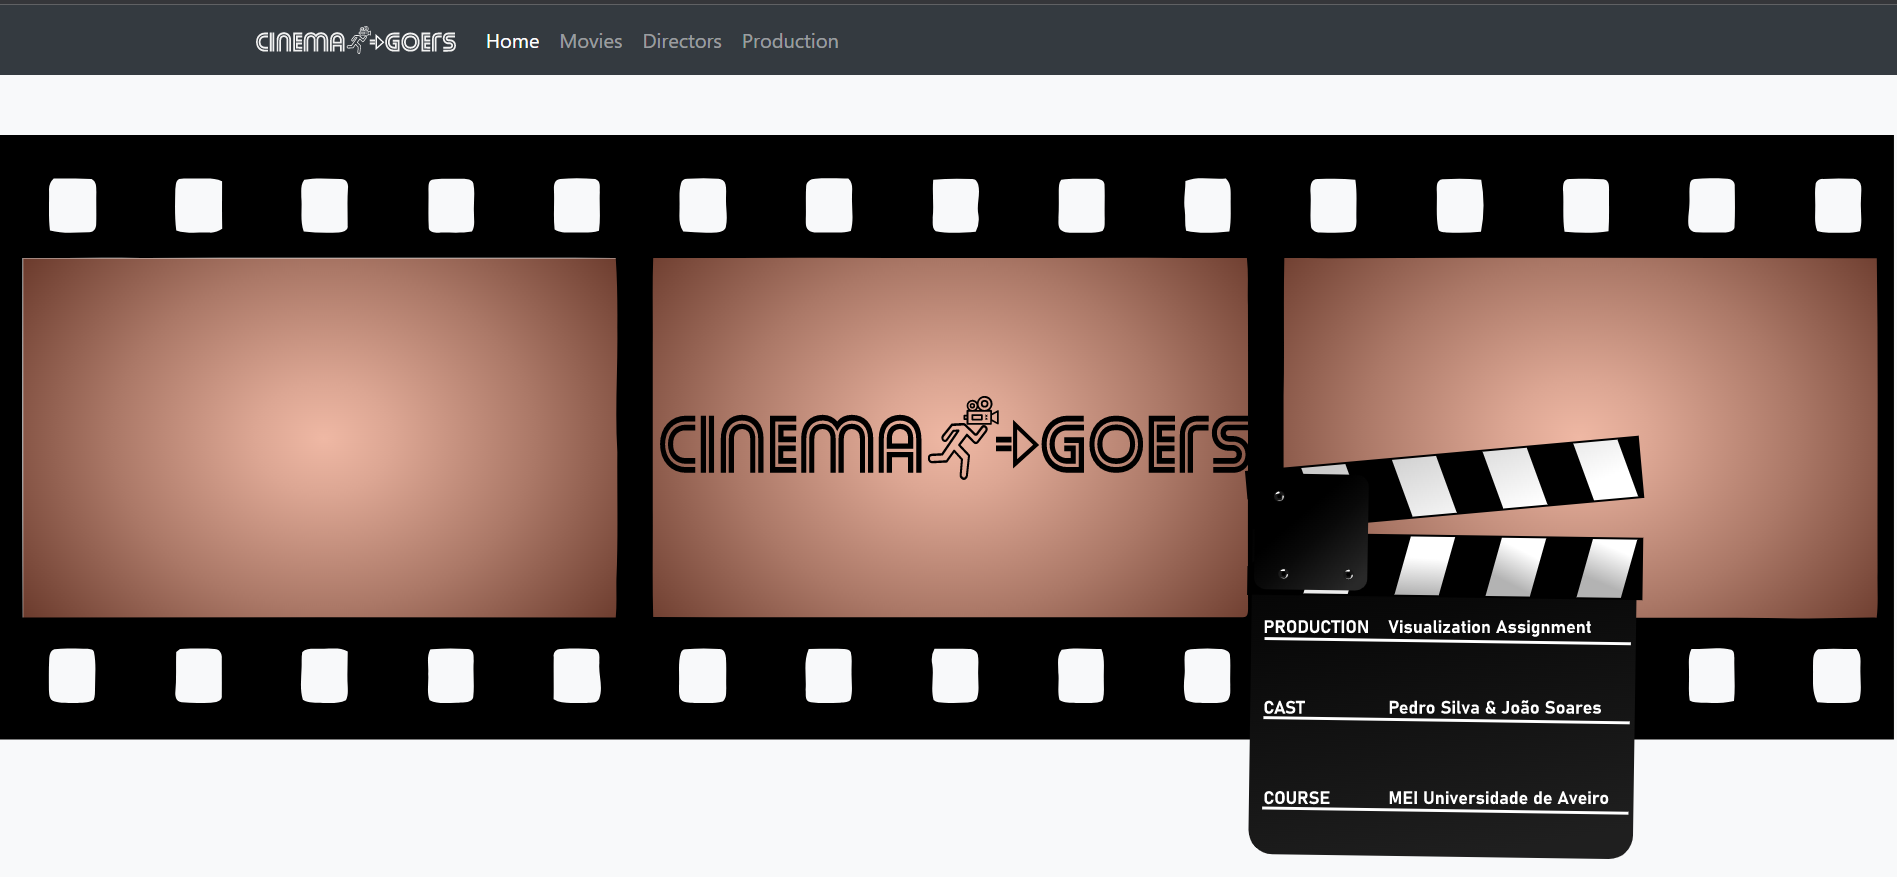 CINEMA GOERS Home Movies Directors Production
CINEMA GOERS
PRODUCTION Visualization Assignment
CAST Pedro Silva & João Soares
COURSE MEI Universidade de Aveiro